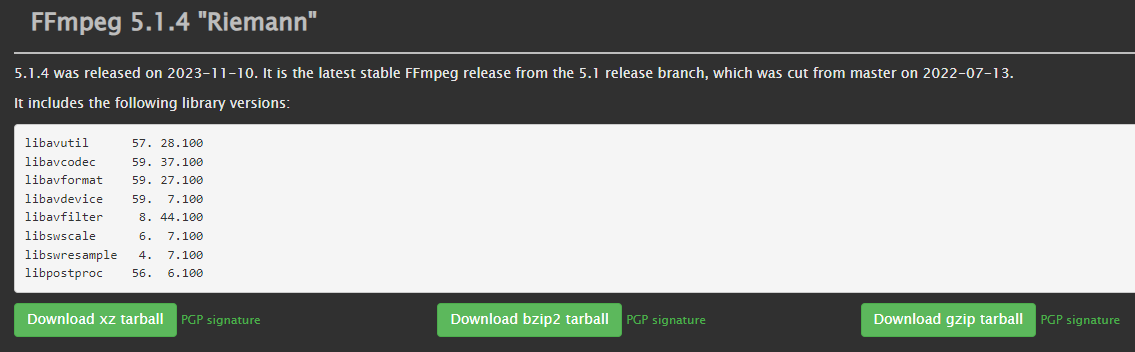 FFmpeg 5.1.4 "Riemann"
5.1.4 was released on 2023-11-10. It is the latest stable FFmpeg release from the 5.1 release branch, which was cut from master on 2022-07-13.
It includes the following library versions:
libavutil      57. 28.100
libavcodec     59. 37.100
libavformat    59. 27.100
libavdevice    59.  7.100
libavfilter     8. 44.100
libswscale      6.  7.100
libswresample   4.  7.100
libpostproc    56.  6.100
Download xz tarball PGP signature Download bzip2 tarball PGP signature Download gzip tarball PGP signature